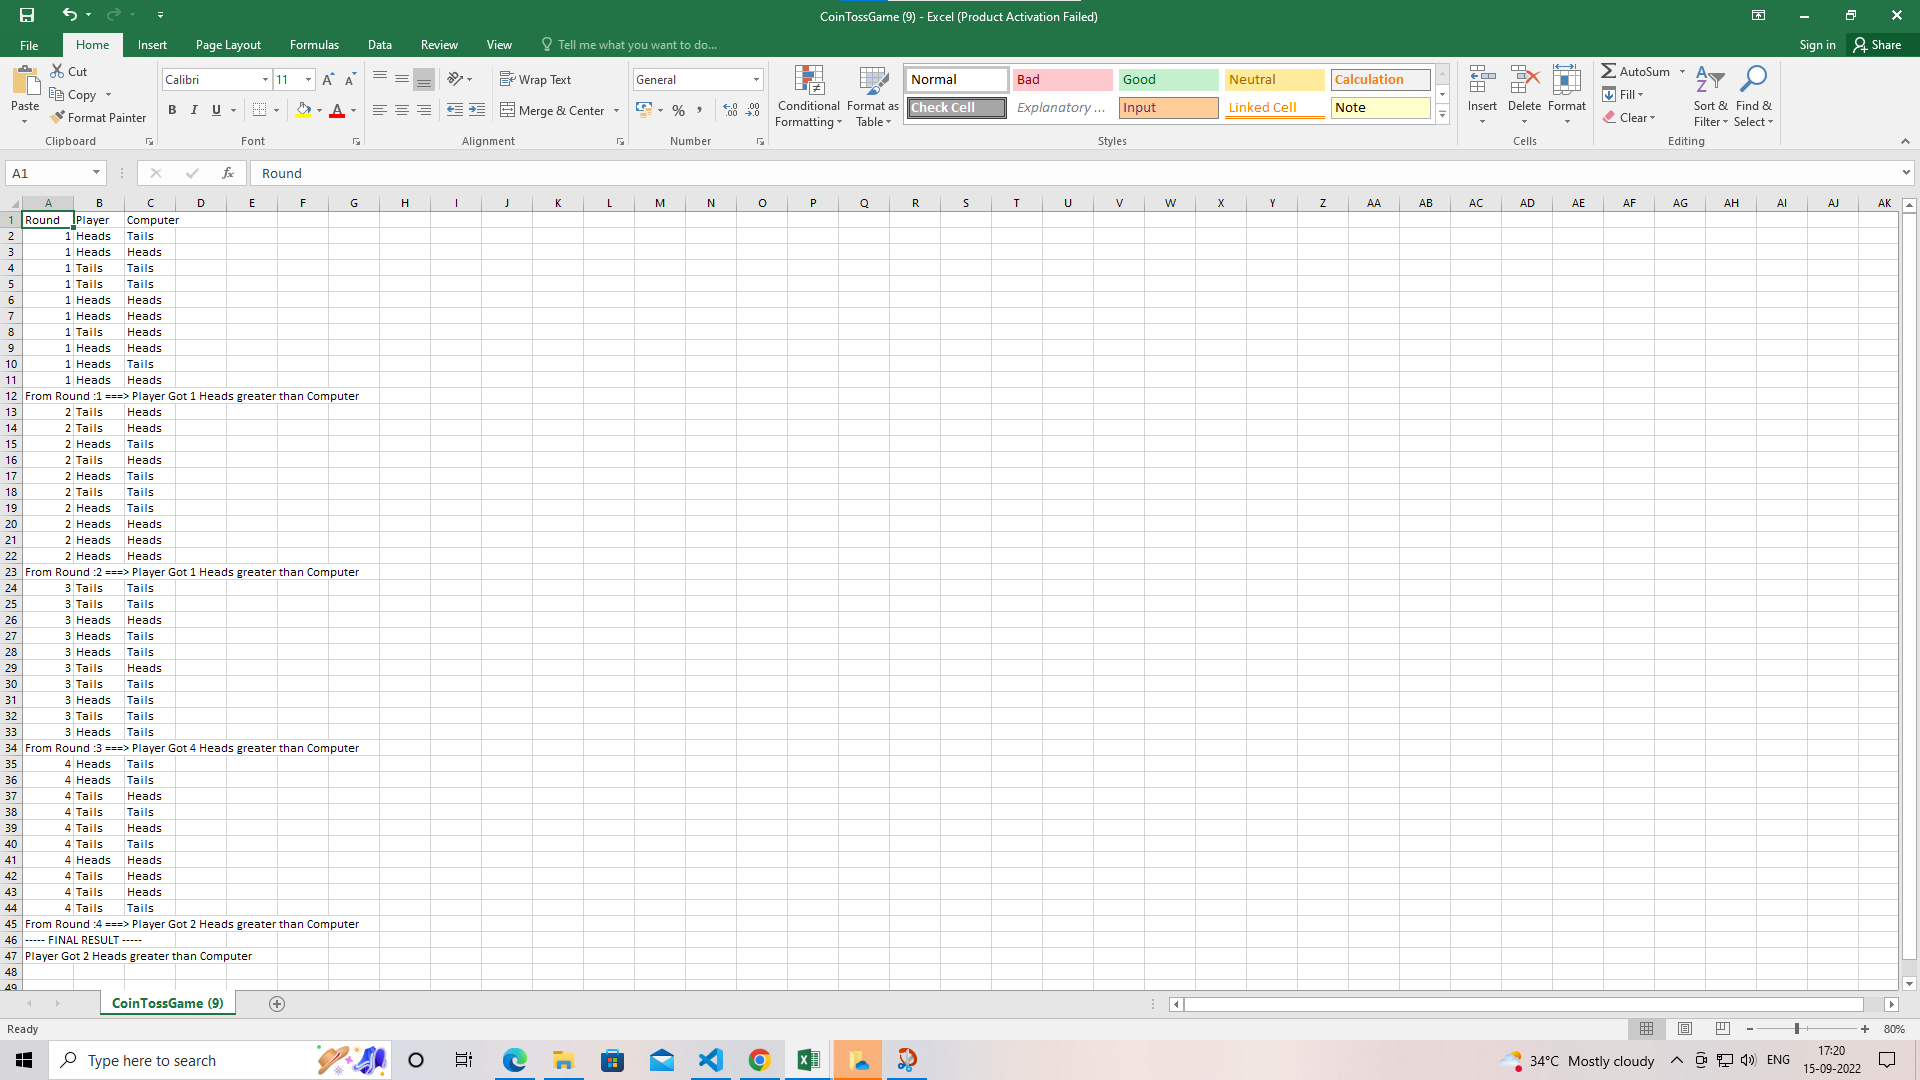 CoinTossGame (9) - Excel (Product Activation Failed)
File Home Insert Page Layout Formulas Data Review View Tell me what you want to do... Sign in Share
Paste Cut Copy Format Painter Clipboard
Calibri 11 B I U Font
Wrap Text Merge & Center Alignment
General % , Number
Conditional Formatting Format as Table
Normal Bad Good Neutral Calculation
Check Cell Explanatory ... Input Linked Cell Note
Styles
Insert Delete Format Cells
AutoSum Fill Clear Sort & Filter Find & Select Editing
A1 fx Round
A B C D E F G H I J K L M N O P Q R S T U V W X Y Z AA AB AC AD AE AF AG AH AI AJ AK
1 Round Player Computer
2 1 Heads Tails
3 1 Heads Heads
4 1 Tails Tails
5 1 Tails Tails
6 1 Heads Heads
7 1 Heads Heads
8 1 Tails Heads
9 1 Heads Heads
10 1 Heads Tails
11 1 Heads Heads
12 From Round :1 ===> Player Got 1 Heads greater than Computer
13 2 Tails Heads
14 2 Tails Heads
15 2 Heads Tails
16 2 Tails Heads
17 2 Heads Tails
18 2 Tails Tails
19 2 Heads Tails
20 2 Heads Heads
21 2 Heads Heads
22 2 Heads Heads
23 From Round :2 ===> Player Got 1 Heads greater than Computer
24 3 Tails Tails
25 3 Tails Tails
26 3 Heads Heads
27 3 Heads Tails
28 3 Heads Tails
29 3 Tails Heads
30 3 Tails Tails
31 3 Heads Tails
32 3 Tails Tails
33 3 Heads Tails
34 From Round :3 ===> Player Got 4 Heads greater than Computer
35 4 Heads Tails
36 4 Heads Tails
37 4 Tails Heads
38 4 Tails Tails
39 4 Tails Heads
40 4 Tails Tails
41 4 Heads Heads
42 4 Tails Heads
43 4 Tails Heads
44 4 Tails Tails
45 From Round :4 ===> Player Got 2 Heads greater than Computer
46 ----- FINAL RESULT -----
47 Player Got 2 Heads greater than Computer
48
49
CoinTossGame (9)
Ready 80%
Type here to search 34°C Mostly cloudy ENG 17:20
15-09-2022